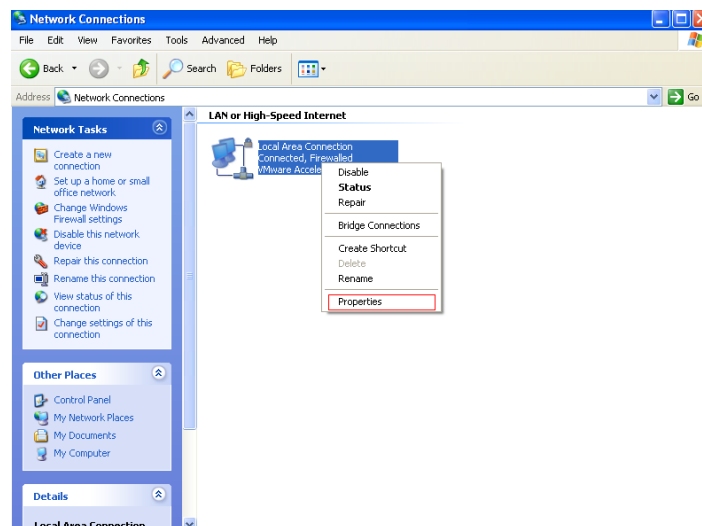 Network Connections
File Edit View Favorites Tools Advanced Help
Back Search Folders
Address Network Connections Go
Network Tasks
Create a new
connection
Set up a home or small
office network
Change Windows
Firewall settings
Disable this network
device
Repair this connection
Rename this connection
View status of this
connection
Change settings of this
connection
Other Places
Control Panel
My Network Places
My Documents
My Computer
Details
Local Area Connection
LAN or High-Speed Internet
Local Area Connection
Connected, Firewalled
VMware Accele
Disable
Status
Repair
Bridge Connections
Create Shortcut
Delete
Rename
Properties